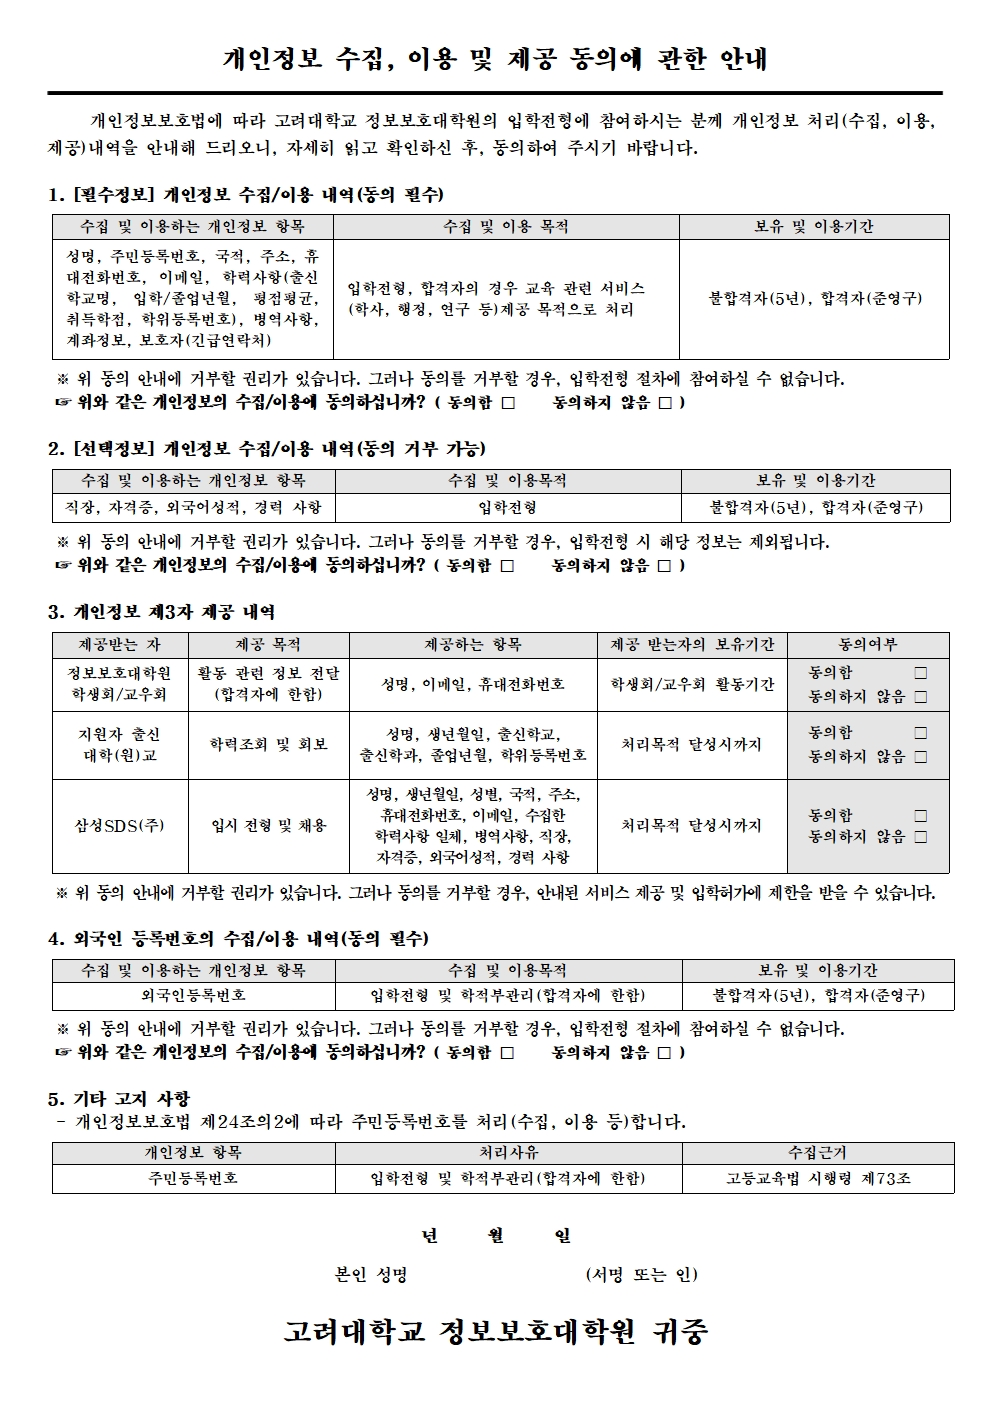 개인정보 수집, 이용 및 제공 동의에 관한 안내
개인정보보호법에 따라 고려대학교 정보보호대학원의 입학전형에 참여하시는 분께 개인정보 처리(수집, 이용,
제공)내역을 안내해 드리오니, 자세히 읽고 확인하신 후, 동의하여 주시기 바랍니다.
1. [필수정보] 개인정보 수집/이용 내역(동의 필수)
수집 및 이용하는 개인정보 항목 수집 및 이용 목적 보유 및 이용기간
성명, 주민등록번호, 국적, 주소, 휴
대전화번호, 이메일, 학력사항(출신
학교명, 입학/졸업년월, 평점평균,
취득학점, 학위등록번호), 병역사항,
계좌정보, 보호자(긴급연락처)
입학전형, 합격자의 경우 교육 관련 서비스
(학사, 행정, 연구 등)제공 목적으로 처리
불합격자(5년), 합격자(준영구)
※ 위 동의 안내에 거부할 권리가 있습니다. 그러나 동의를 거부할 경우, 입학전형 절차에 참여하실 수 없습니다.
☞ 위와 같은 개인정보의 수집/이용에 동의하십니까? ( 동의함 □ 동의하지 않음 □ )
2. [선택정보] 개인정보 수집/이용 내역(동의 거부 가능)
수집 및 이용하는 개인정보 항목 수집 및 이용목적 보유 및 이용기간
직장, 자격증, 외국어성적, 경력 사항 입학전형 불합격자(5년), 합격자(준영구)
※ 위 동의 안내에 거부할 권리가 있습니다. 그러나 동의를 거부할 경우, 입학전형 시 해당 정보는 제외됩니다.
☞ 위와 같은 개인정보의 수집/이용에 동의하십니까? ( 동의함 □ 동의하지 않음 □ )
3. 개인정보 제3자 제공 내역
제공받는 자 제공 목적 제공하는 항목 제공 받는자의 보유기간 동의여부
정보보호대학원
학생회/교우회
활동 관련 정보 전달
(합격자에 한함)
성명, 이메일, 휴대전화번호
학생회/교우회 활동기간
동의함 □
동의하지 않음 □
지원자 출신
대학(원)교
학력조회 및 회보
성명, 생년월일, 출신학교,
출신학과, 졸업년월, 학위등록번호
처리목적 달성시까지
동의함 □
동의하지 않음 □
삼성SDS(주)
입시 전형 및 채용
성명, 생년월일, 성별, 국적, 주소,
휴대전화번호, 이메일, 수집한
학력사항 일체, 병역사항, 직장,
자격증, 외국어성적, 경력 사항
처리목적 달성시까지
동의함 □
동의하지 않음 □
※ 위 동의 안내에 거부할 권리가 있습니다. 그러나 동의를 거부할 경우, 안내된 서비스 제공 및 입학허가에 제한을 받을 수 있습니다.
4. 외국인 등록번호의 수집/이용 내역(동의 필수)
수집 및 이용하는 개인정보 항목 수집 및 이용목적 보유 및 이용기간
외국인등록번호 입학전형 및 학적부관리(합격자에 한함) 불합격자(5년), 합격자(준영구)
※ 위 동의 안내에 거부할 권리가 있습니다. 그러나 동의를 거부할 경우, 입학전형 절차에 참여하실 수 없습니다.
☞ 위와 같은 개인정보의 수집/이용에 동의하십니까? ( 동의함 □ 동의하지 않음 □ )
5. 기타 고지 사항
- 개인정보보호법 제24조의2에 따라 주민등록번호를 처리(수집, 이용 등)합니다.
개인정보 항목 처리사유 수집근거
주민등록번호 입학전형 및 학적부관리(합격자에 한함) 고등교육법 시행령 제73조
년 월 일
본인 성명 (서명 또는 인)
고려대학교 정보보호대학원 귀중